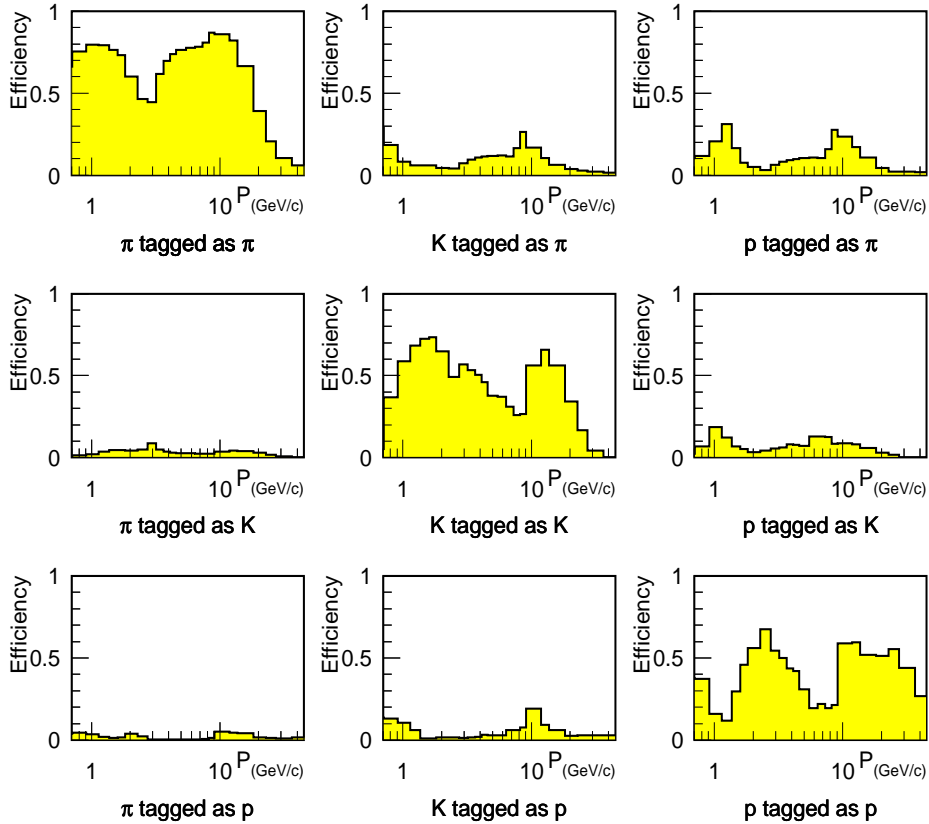 1
Efficiency
0.5
0
1
10 P (GeV/c)
π tagged as π
1
Efficiency
0.5
0
1
10 P (GeV/c)
K tagged as π
1
Efficiency
0.5
0
1
10 P (GeV/c)
p tagged as π
1
Efficiency
0.5
0
1
10 P (GeV/c)
π tagged as K
1
Efficiency
0.5
0
1
10 P (GeV/c)
K tagged as K
1
Efficiency
0.5
0
1
10 P (GeV/c)
p tagged as K
1
Efficiency
0.5
0
1
10 P (GeV/c)
π tagged as p
1
Efficiency
0.5
0
1
10 P (GeV/c)
K tagged as p
1
Efficiency
0.5
0
1
10 P (GeV/c)
p tagged as p